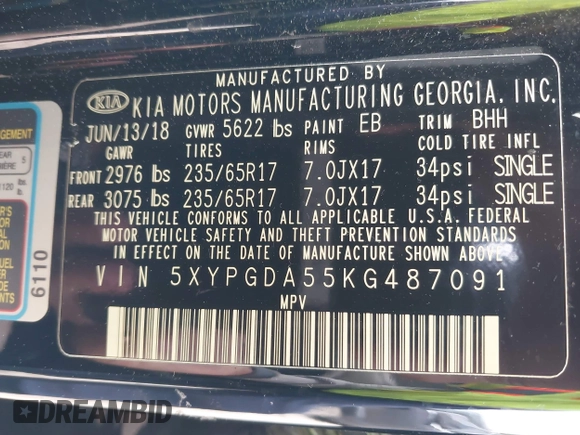 MANUFACTURED BY
KIA KIA MOTORS MANUFACTURING GEORGIA, INC.
JUN/13/18 GVWR 5622 lbs PAINT EB TRIM BHH
GAWR TIRES RIMS COLD TIRE INFL
FRONT 2976 lbs 235/65R17 7.0JX17 34psi SINGLE
REAR 3075 lbs 235/65R17 7.0JX17 34psi SINGLE
THIS VEHICLE CONFORMS TO ALL APPLICABLE U.S.A. FEDERAL
MOTOR VEHICLE SAFETY AND THEFT PREVENTION STANDARDS
IN EFFECT ON THE DATE OF MANUFACTURE SHOWN ABOVE.
VIN 5XYPGDA55KG487091
MPV
6110
DREAMBID